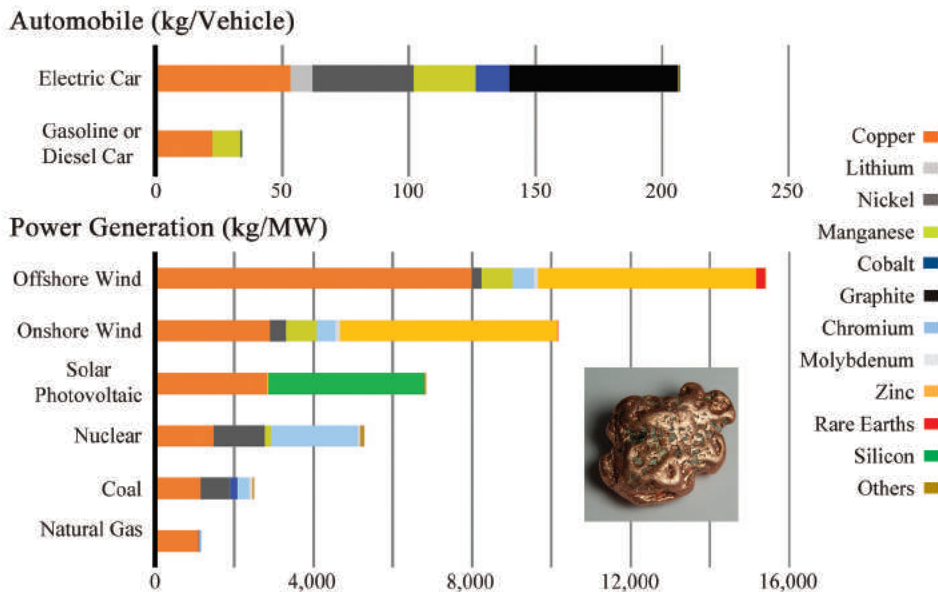 Automobile (kg/Vehicle)
Electric Car
Gasoline or
Diesel Car
0 50 100 150 200 250
Power Generation (kg/MW)
Offshore Wind
Onshore Wind
Solar
Photovoltaic
Nuclear
Coal
Natural Gas
0 4,000 8,000 12,000 16,000
Copper
Lithium
Nickel
Manganese
Cobalt
Graphite
Chromium
Molybdenum
Zinc
Rare Earths
Silicon
Others